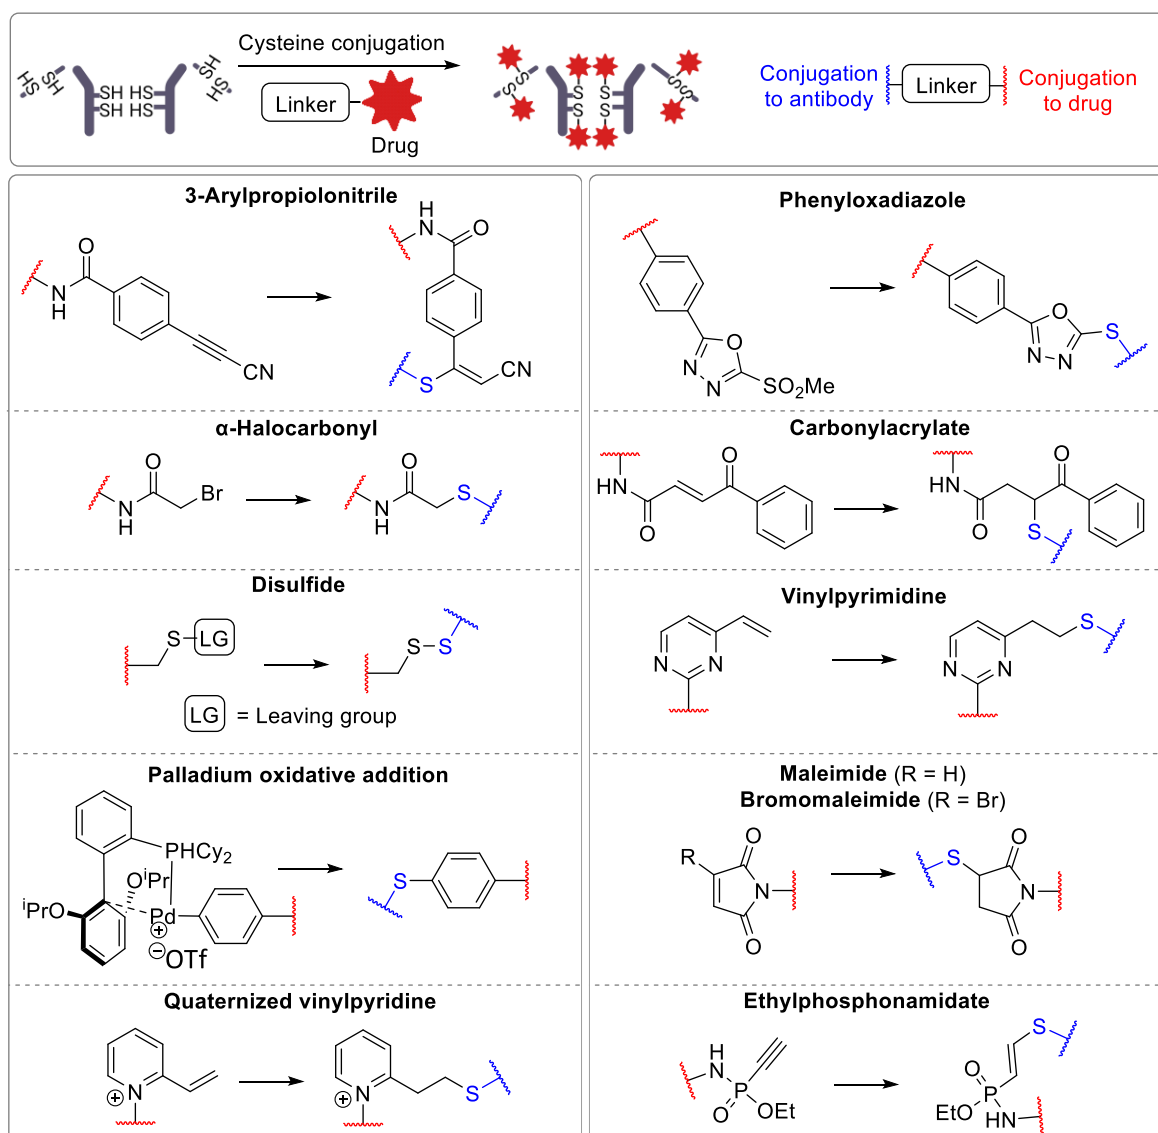 Cysteine conjugation
Linker
Drug
SH
SH
SH HS
SH HS
SH
SH
S
S
S
S
S
S
S
S
Conjugation
to antibody
Linker
Conjugation
to drug
3-Arylpropiolonitrile
O
N
H
CN
H
N
O
S
CN
Phenyloxadiazole
O
N
N
SO2Me
O
N
N
S
α-Halocarbonyl
O
Br
N
H
O
S
N
H
Carbonylacrylate
O
HN
O
O
HN
O
S
Disulfide
S
LG
S
S
LG = Leaving group
Vinylpyrimidine
N
N
S
N
N
Palladium oxidative addition
PHCy2
OiPr
iPrO
Pd
⊕
⊖OTf
S
Maleimide (R = H)
Bromomaleimide (R = Br)
R
O
N
O
S
O
N
O
Quaternized vinylpyridine
N
⊕
S
N
⊕
Ethylphosphonamidate
H
N
P
O
OEt
S
O
P
EtO
HN